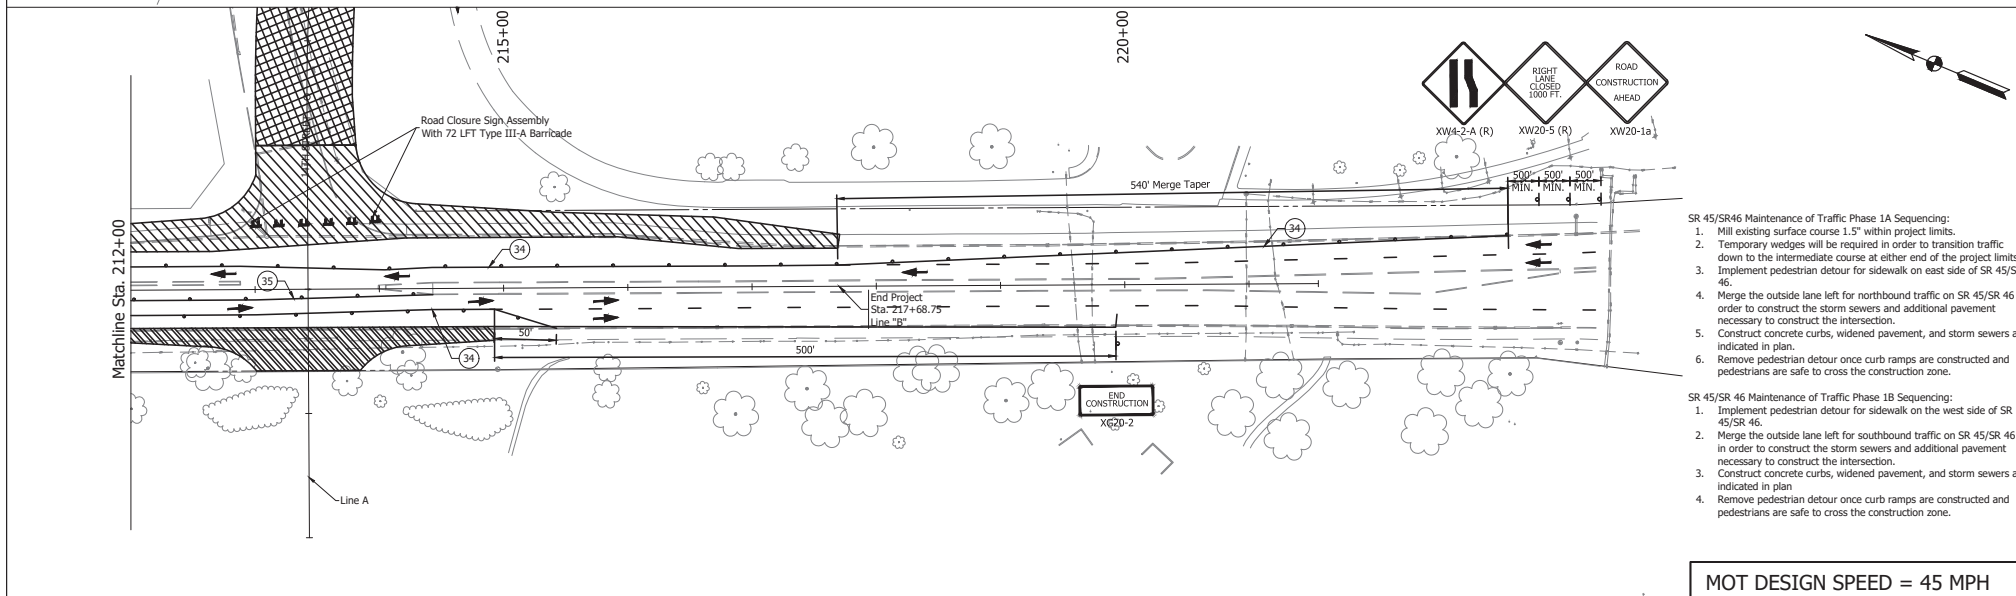 215+00
220+00
Matchline Sta. 212+00
Road Closure Sign Assembly
With 72 LFT Type III-A Barricade
RIGHT
LANE
CLOSED
1000 FT.
ROAD
CONSTRUCTION
AHEAD
XW4-2-A (R)
XW20-5 (R)
XW20-1a
540' Merge Taper
500'
MIN.
500'
MIN.
500'
MIN.
34
34
35
34
End Project
Sta. 217+68.75
Line "B"
50'
500'
END
CONSTRUCTION
XG20-2
Line A
SR 45/SR46 Maintenance of Traffic Phase 1A Sequencing:
1. Mill existing surface course 1.5" within project limits.
2. Temporary wedges will be required in order to transition traffic
down to the intermediate course at either end of the project limits
3. Implement pedestrian detour for sidewalk on east side of SR 45/S
46.
4. Merge the outside lane left for northbound traffic on SR 45/SR 46
order to construct the storm sewers and additional pavement
necessary to construct the intersection.
5. Construct concrete curbs, widened pavement, and storm sewers a
indicated in plan.
6. Remove pedestrian detour once curb ramps are constructed and
pedestrians are safe to cross the construction zone.
SR 45/SR 46 Maintenance of Traffic Phase 1B Sequencing:
1. Implement pedestrian detour for sidewalk on the west side of SR
45/SR 46.
2. Merge the outside lane left for southbound traffic on SR 45/SR 46
in order to construct the storm sewers and additional pavement
necessary to construct the intersection.
3. Construct concrete curbs, widened pavement, and storm sewers a
indicated in plan
4. Remove pedestrian detour once curb ramps are constructed and
pedestrians are safe to cross the construction zone.
MOT DESIGN SPEED = 45 MPH